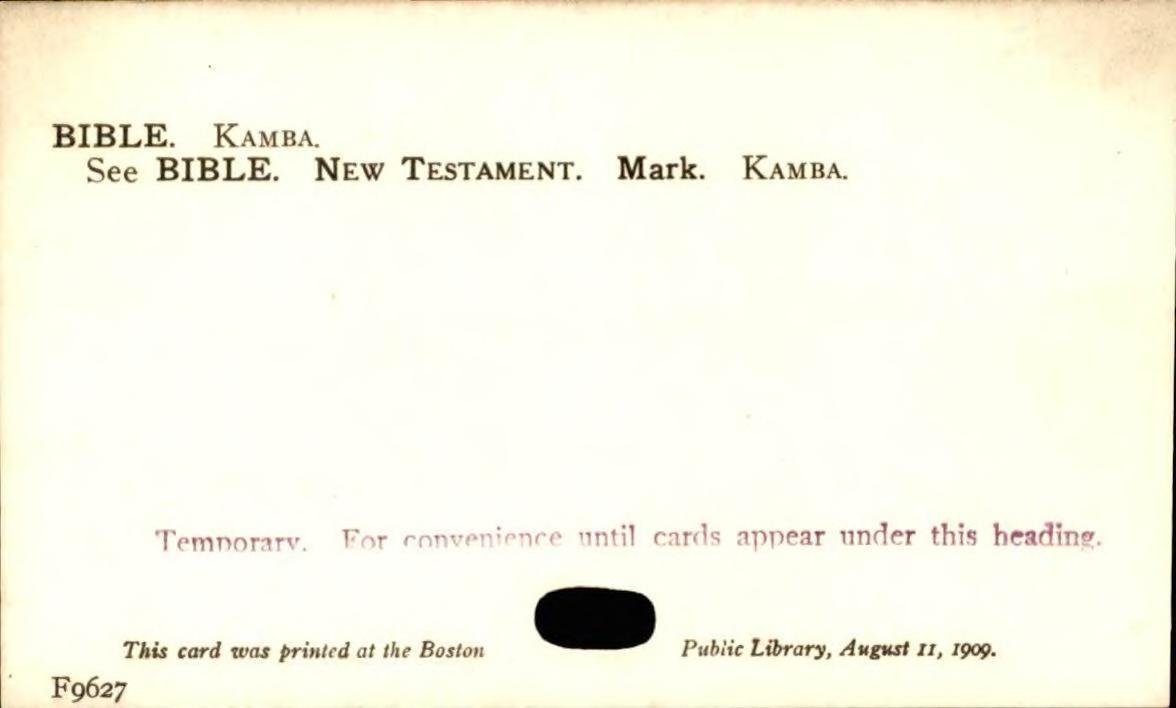 BIBLE. KAMBA.
See BIBLE. NEW TESTAMENT. Mark. KAMBA.
Temporary. For convenience until cards appear under this heading.
This card was printed at the Boston Public Library, August 11, 1909.
F9627